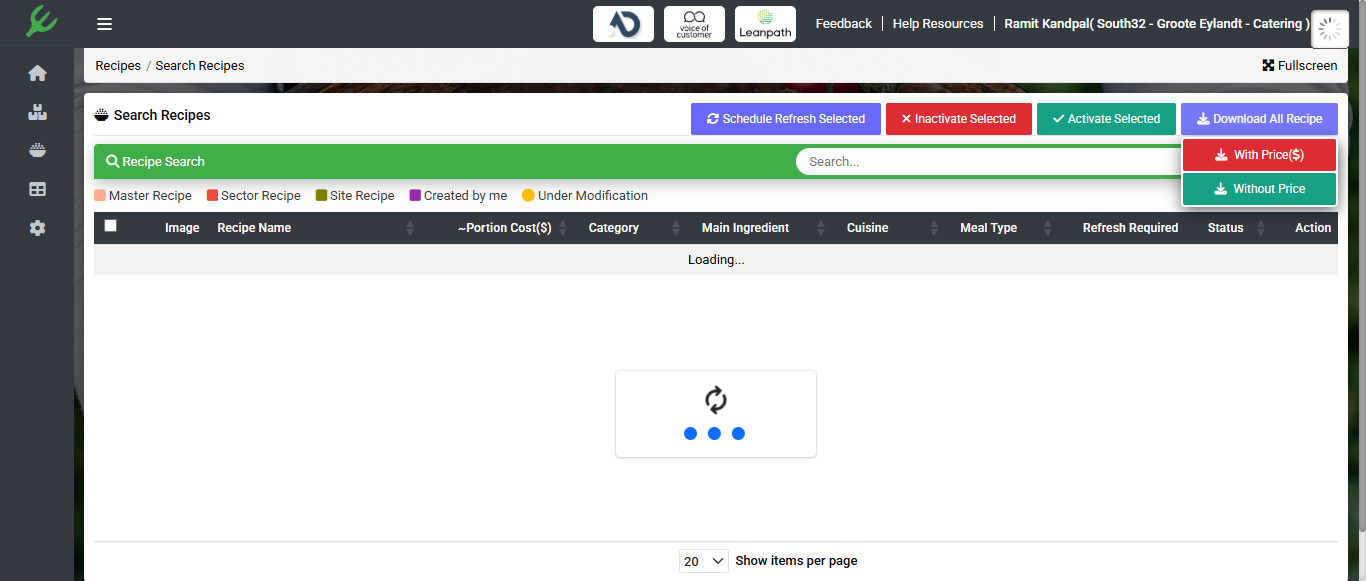 voice of
customer
Leanpath
Feedback
Help Resources
Ramit Kandpal( South32 - Groote Eylandt - Catering )
Recipes / Search Recipes
Fullscreen
Search Recipes
Schedule Refresh Selected
Inactivate Selected
Activate Selected
Download All Recipe
With Price($)
Without Price
Recipe Search
Search...
Master Recipe
Sector Recipe
Site Recipe
Created by me
Under Modification
Image
Recipe Name
~Portion Cost($)
Category
Main Ingredient
Cuisine
Meal Type
Refresh Required
Status
Action
Loading...
20
Show items per page